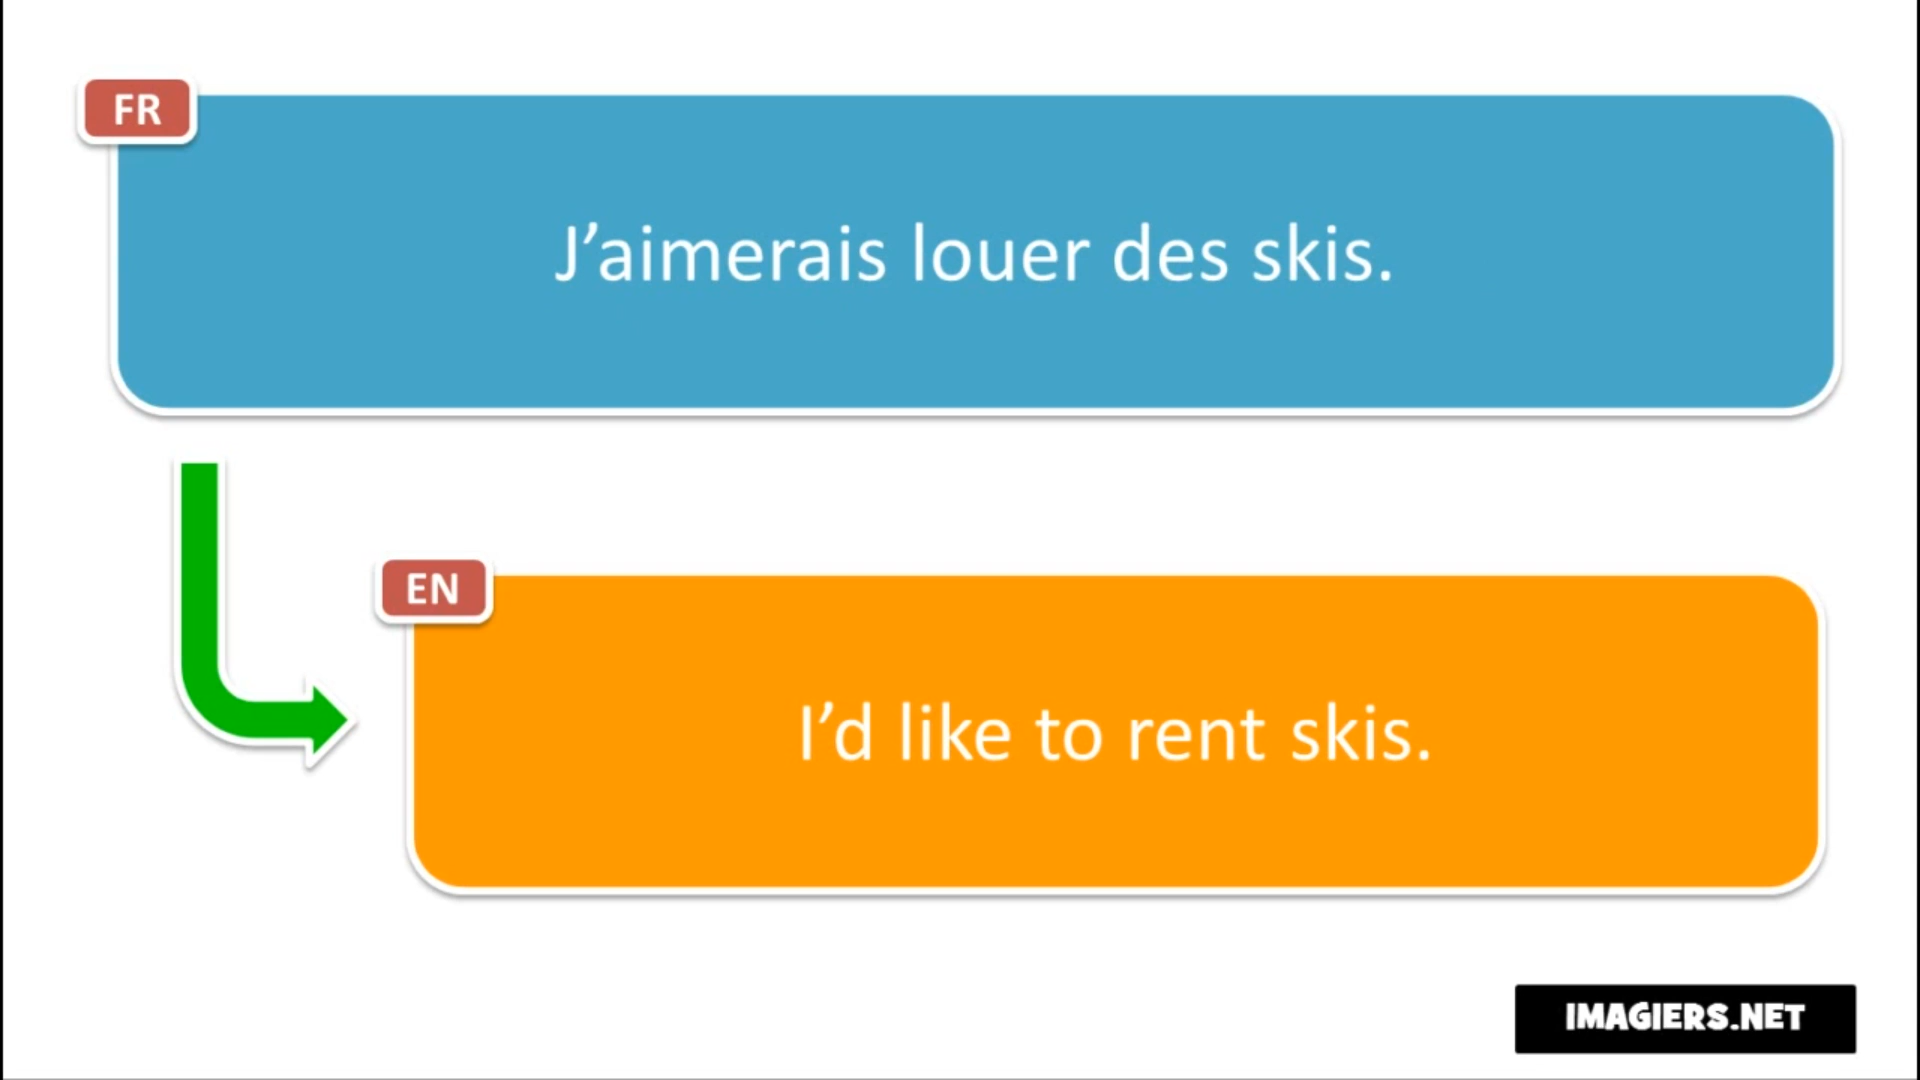 FR
J’aimerais louer des skis.
EN
I’d like to rent skis.
IMAGIERS.NET